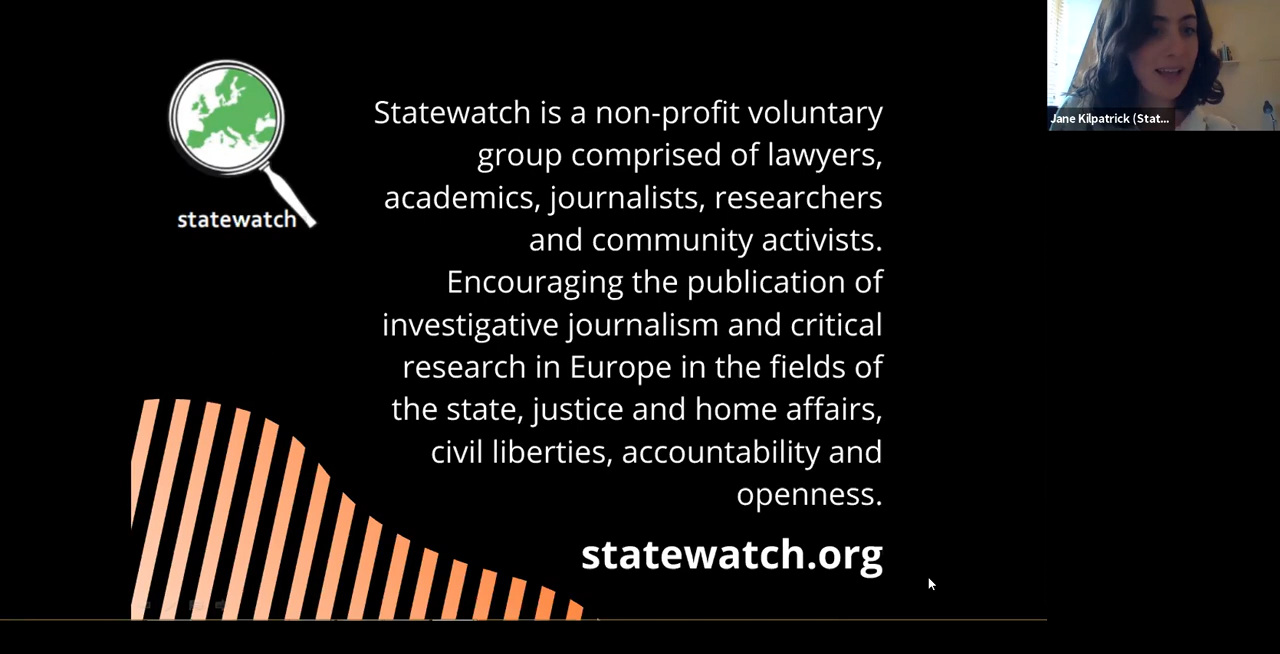 statewatch
Statewatch is a non-profit voluntary
group comprised of lawyers,
academics, journalists, researchers
and community activists.
Encouraging the publication of
investigative journalism and critical
research in Europe in the fields of
the state, justice and home affairs,
civil liberties, accountability and
openness.
statewatch.org
Jane Kilpatrick (Stat...